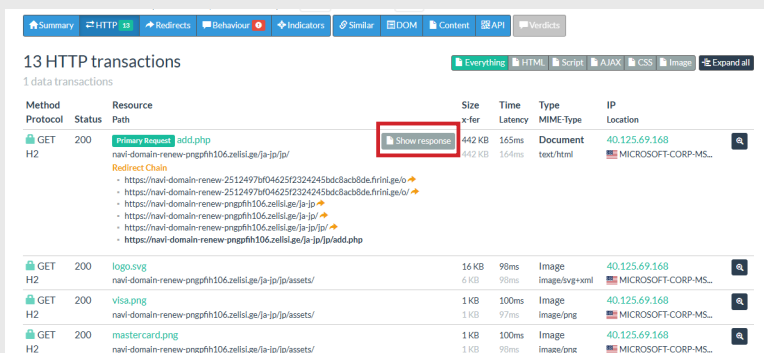 Summary HTTP 13 Redirects Behaviour Indicators Similar DOM Content API Verdicts
13 HTTP transactions Everything HTML Script AJAX CSS Image Expand all
1 data transactions
Method Resource Size Time Type IP
Protocol Status Path x-fer Latency MIME-Type Location
GET 200 Primary Request add.php Show response 442 KB 165ms Document 40.125.69.168
H2 navi-domain-renew-pngpfih106.zelisi.ge/ja-jp/jp/ 442 KB 164ms text/html MICROSOFT-CORP-MS...
Redirect Chain
https://navi-domain-renew-2512497bf04625f2324245bdc8acb8de.firini.ge/o
https://navi-domain-renew-2512497bf04625f2324245bdc8acb8de.firini.ge/o/
https://navi-domain-renew-pngpfih106.zelisi.ge/ja-jp
https://navi-domain-renew-pngpfih106.zelisi.ge/ja-jp/
https://navi-domain-renew-pngpfih106.zelisi.ge/ja-jp/jp/
https://navi-domain-renew-pngpfih106.zelisi.ge/ja-jp/jp/add.php
GET 200 logo.svg 16 KB 98ms Image 40.125.69.168
H2 navi-domain-renew-pngpfih106.zelisi.ge/ja-jp/jp/assets/ 6 KB 98ms image/svg+xml MICROSOFT-CORP-MS...
GET 200 visa.png 1 KB 100ms Image 40.125.69.168
H2 navi-domain-renew-pngpfih106.zelisi.ge/ja-jp/jp/assets/ 1 KB 97ms image/png MICROSOFT-CORP-MS...
GET 200 mastercard.png 1 KB 100ms Image 40.125.69.168
H2 navi-domain-renew-pngpfih106.zelisi.ge/ja-jp/jp/assets/ 1 KB 98ms image/png MICROSOFT-CORP-MS...